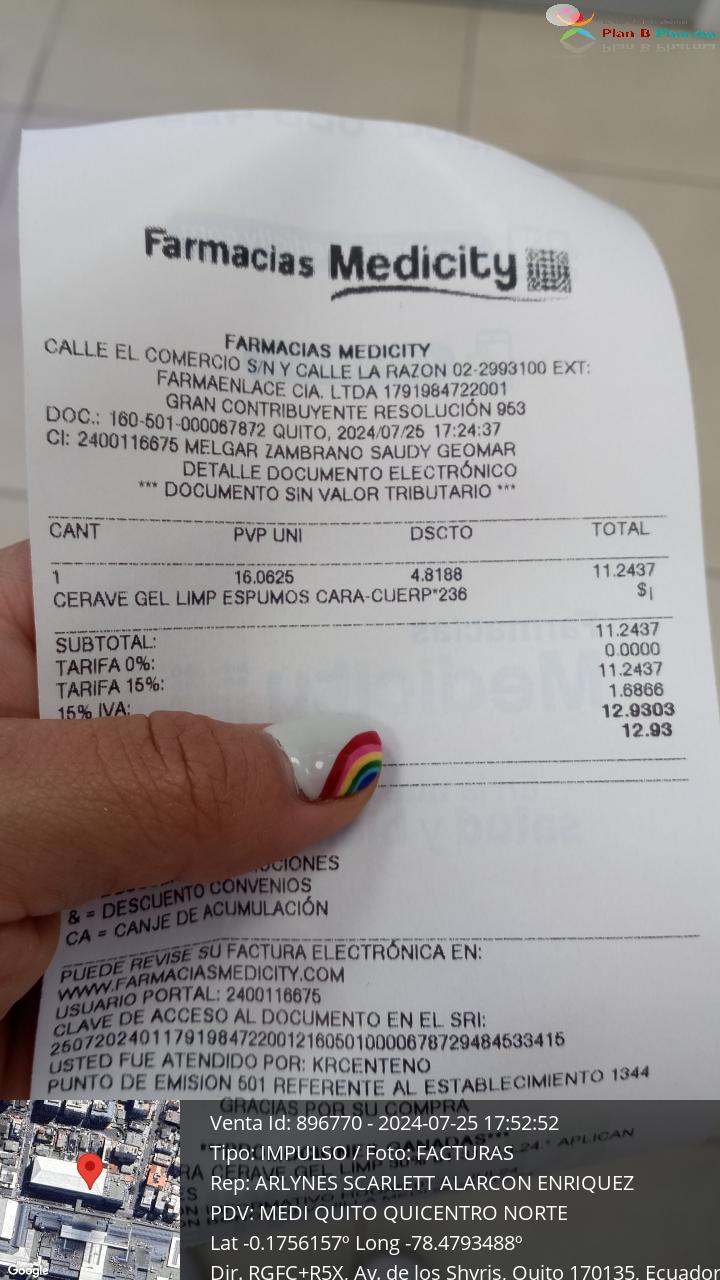 Plan B Pharma
Farmacias Medicity
FARMACIAS MEDICITY
CALLE EL COMERCIO S/N Y CALLE LA RAZON 02-2993100 EXT:
FARMAENLACE CIA. LTDA 1791984722001
GRAN CONTRIBUYENTE RESOLUCIÓN 953
DOC.: 160-501-000067872 QUITO, 2024/07/25 17:24:37
CI: 2400116675 MELGAR ZAMBRANO SAUDY GEOMAR
DETALLE DOCUMENTO ELECTRÓNICO
*** DOCUMENTO SIN VALOR TRIBUTARIO ***
CANT PVP UNI DSCTO TOTAL
1 16.0625 4.8188 11.2437
CERAVE GEL LIMP ESPUMOS CARA-CUERP*236 $¡
SUBTOTAL: 11.2437
TARIFA 0%: 0.0000
TARIFA 15%: 11.2437
15% IVA: 1.6866
12.9303
12.93
& = DESCUENTO CONVENIOS
CA = CANJE DE ACUMULACIÓN
PUEDE REVISE SU FACTURA ELECTRÓNICA EN:
WWW.FARMACIASMEDICITY.COM
USUARIO PORTAL: 2400116675
CLAVE DE ACCESO AL DOCUMENTO EN EL SRI:
2507202401179198472200121605010000678729484533415
USTED FUE ATENDIDO POR: KRCENTENO
PUNTO DE EMISION 501 REFERENTE AL ESTABLECIMIENTO 1344
GRACIAS POR SU COMPRA
Venta Id: 896770 - 2024-07-25 17:52:52
Tipo: IMPULSO / Foto: FACTURAS
Rep: ARLYNES SCARLETT ALARCON ENRIQUEZ
PDV: MEDI QUITO QUICENTRO NORTE
Lat -0.1756157º Long -78.4793488º
Dir. RGFC+R5X, Av. de los Shyris, Quito 170135, Ecuador
Google